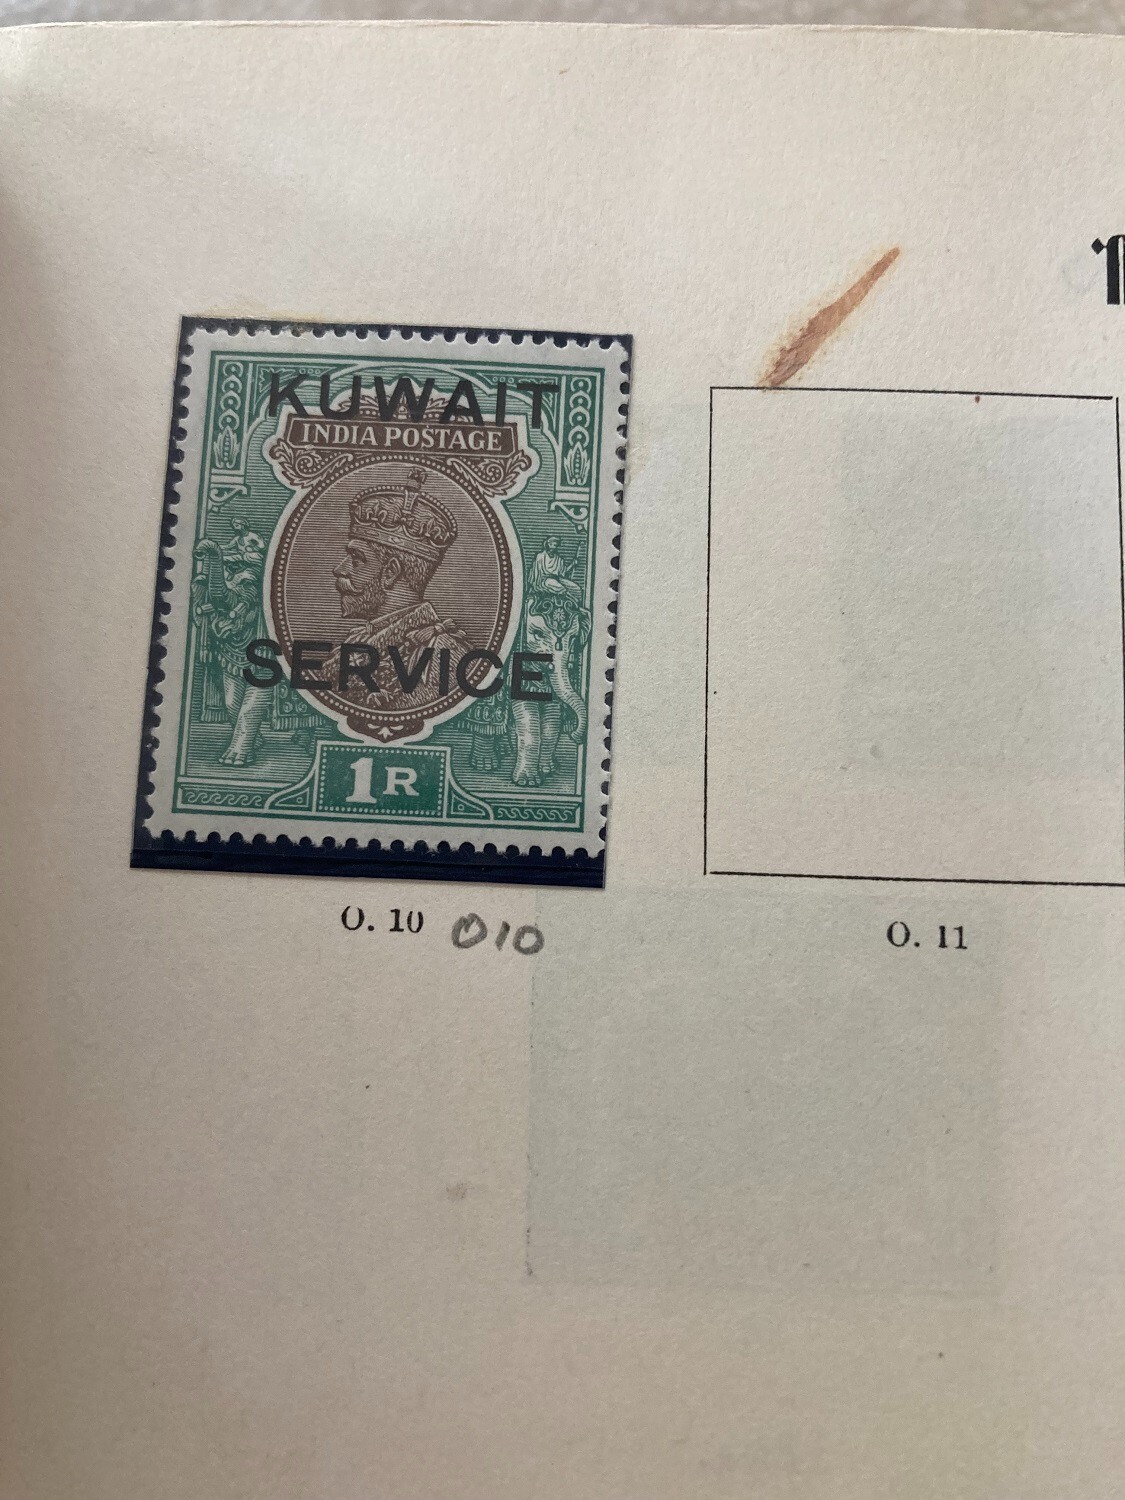 KUWAIT
INDIA POSTAGE
SERVICE
1R
O. 10 O10
O. 11